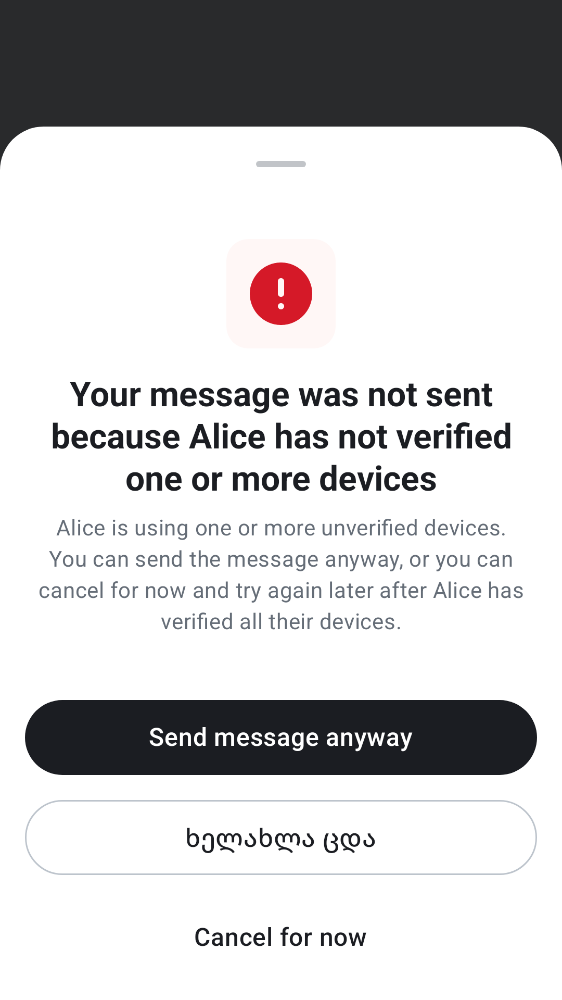 Your message was not sent
because Alice has not verified
one or more devices
Alice is using one or more unverified devices.
You can send the message anyway, or you can
cancel for now and try again later after Alice has
verified all their devices.
Send message anyway
ხელახლა ცდა
Cancel for now